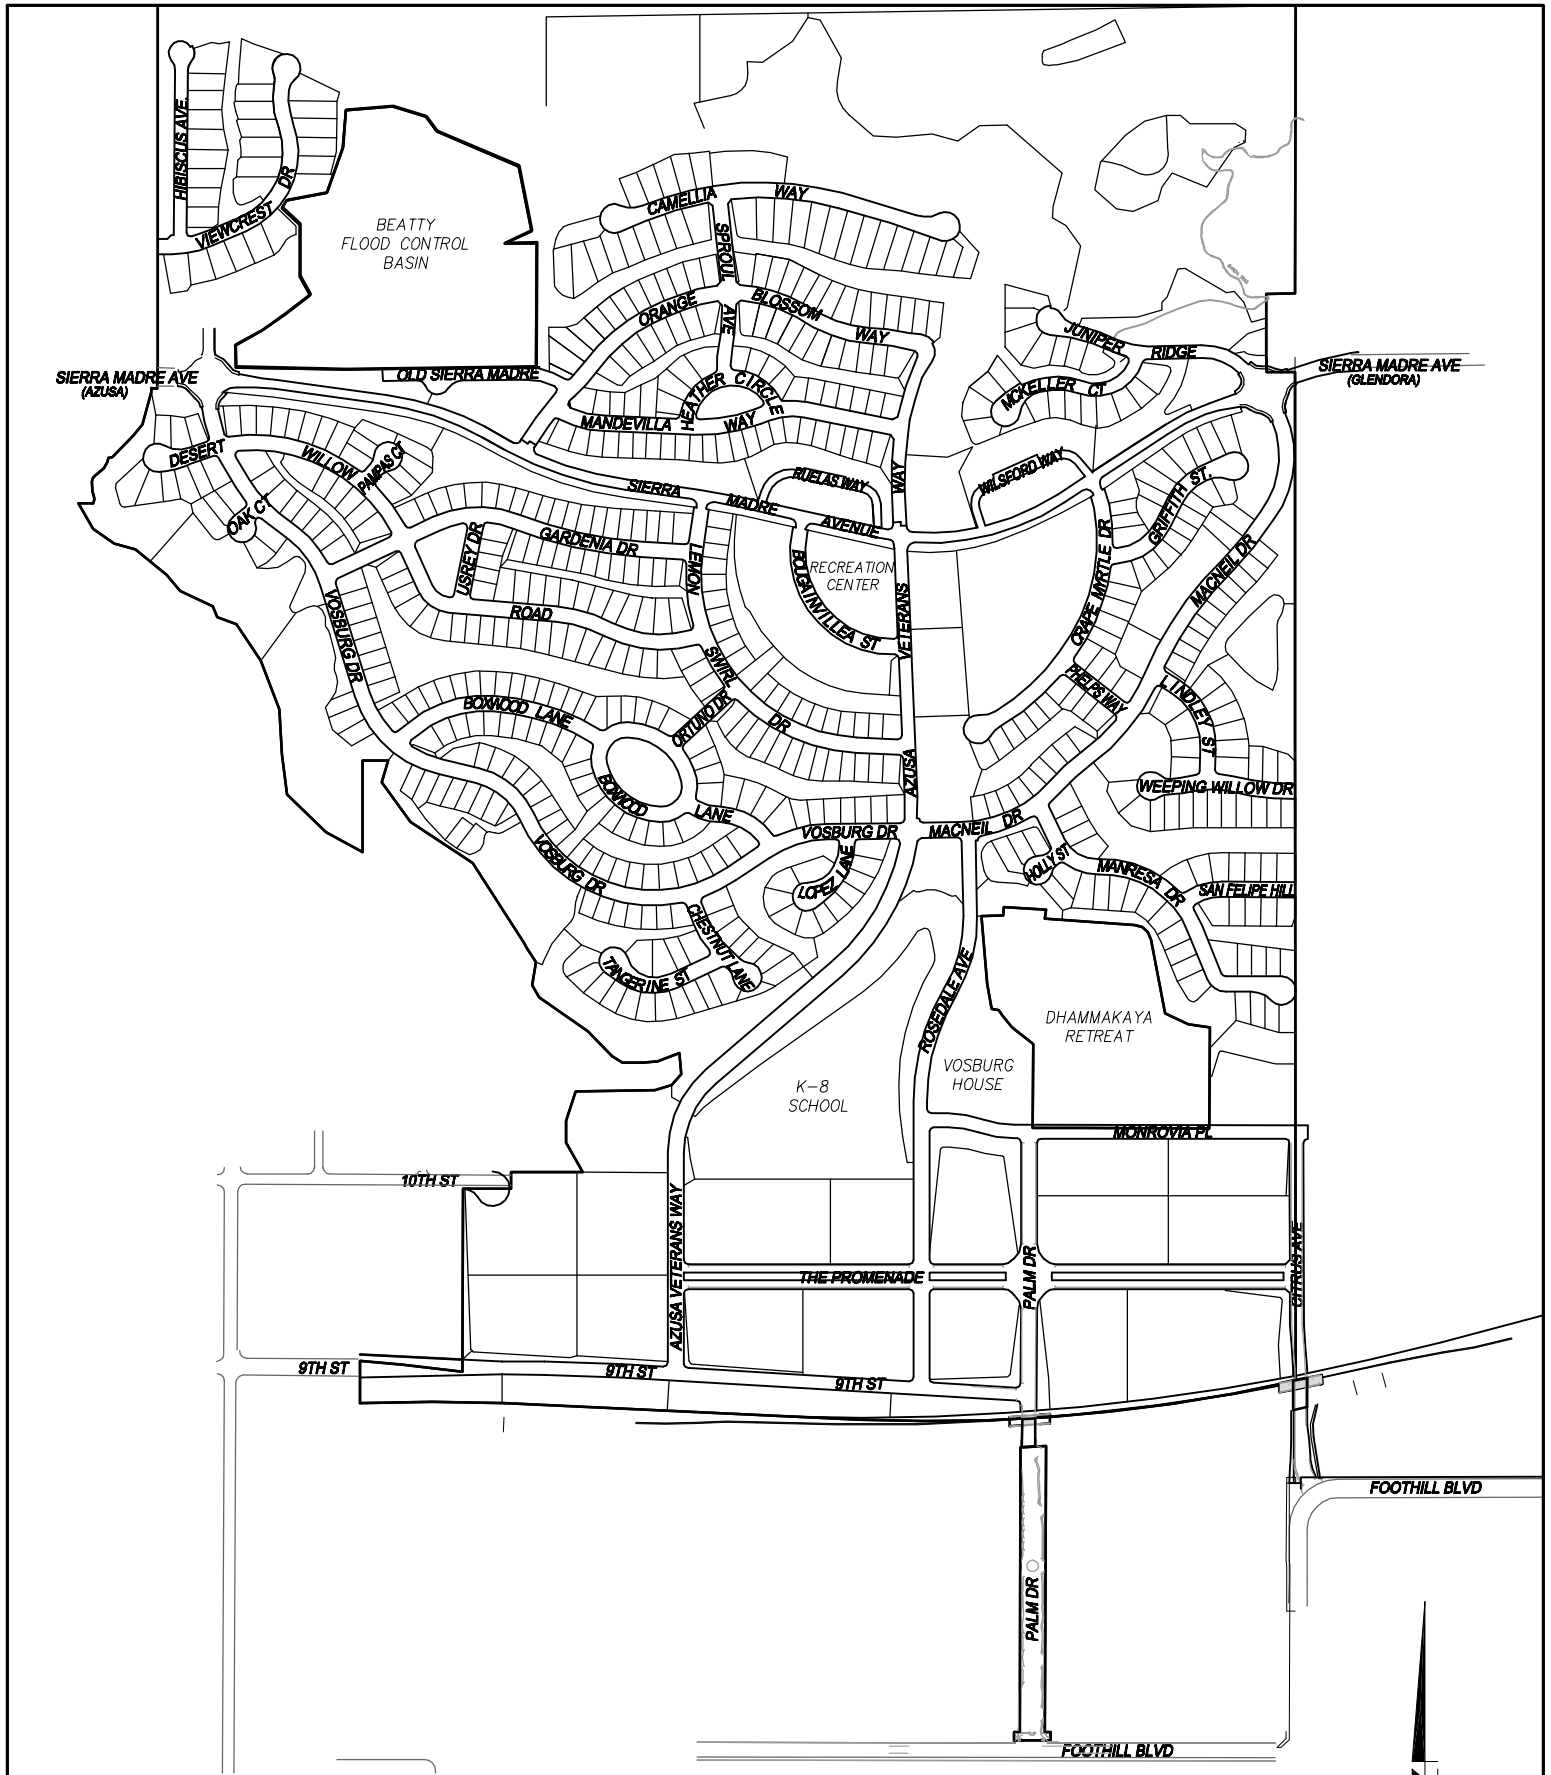 HIBISCUS AVE.
VIEWCREST
DR
BEATTY
FLOOD CONTROL
BASIN
CAMELLIA
WAY
SPROUL
AVE
ORANGE
BLOSSOM
WAY
JUNIPER
RIDGE
SIERRA MADRE AVE
(AZUSA)
OLD SIERRA MADRE
SIERRA MADRE AVE
(GLENDORA)
HEATHER CIRCLE
MCKELLER CT
MANDEVILLA
WAY
DESERT
WILLOW
PAMPAS CT
OAK CT
SIERRA
MADRE
AVENUE
RUELAS WAY
WAY
WILSFORD WAY
GRIFFITH ST.
USREY DR
GARDENIA DR
LEMON
BOUGAINVILLEA ST
RECREATION
CENTER
VETERANS
CRAPE MYRTLE DR
MACNEIL DR
VOSBURG DR
ROAD
SWIRL
DR
PHELPS WAY
LINDLEY
ST
BOXWOOD LANE
ORTUNO DR
AZUSA
WEEPING WILLOW DR
BOXWOOD
LANE
VOSBURG DR
MACNEIL DR
VOSBURG DR
LOPEZ LANE
HOLLY ST
MANRESA DR
SAN FELIPE HILL
CHESTNUT LANE
TANGERINE ST
ROSEDALE AVE
DHAMMAKAYA
RETREAT
VOSBURG
HOUSE
K-8
SCHOOL
MONROVIA PL
10TH ST
AZUSA VETERANS WAY
THE PROMENADE
PALM DR
CITRUS AVE
9TH ST
9TH ST
9TH ST
FOOTHILL BLVD
PALM DR
FOOTHILL BLVD